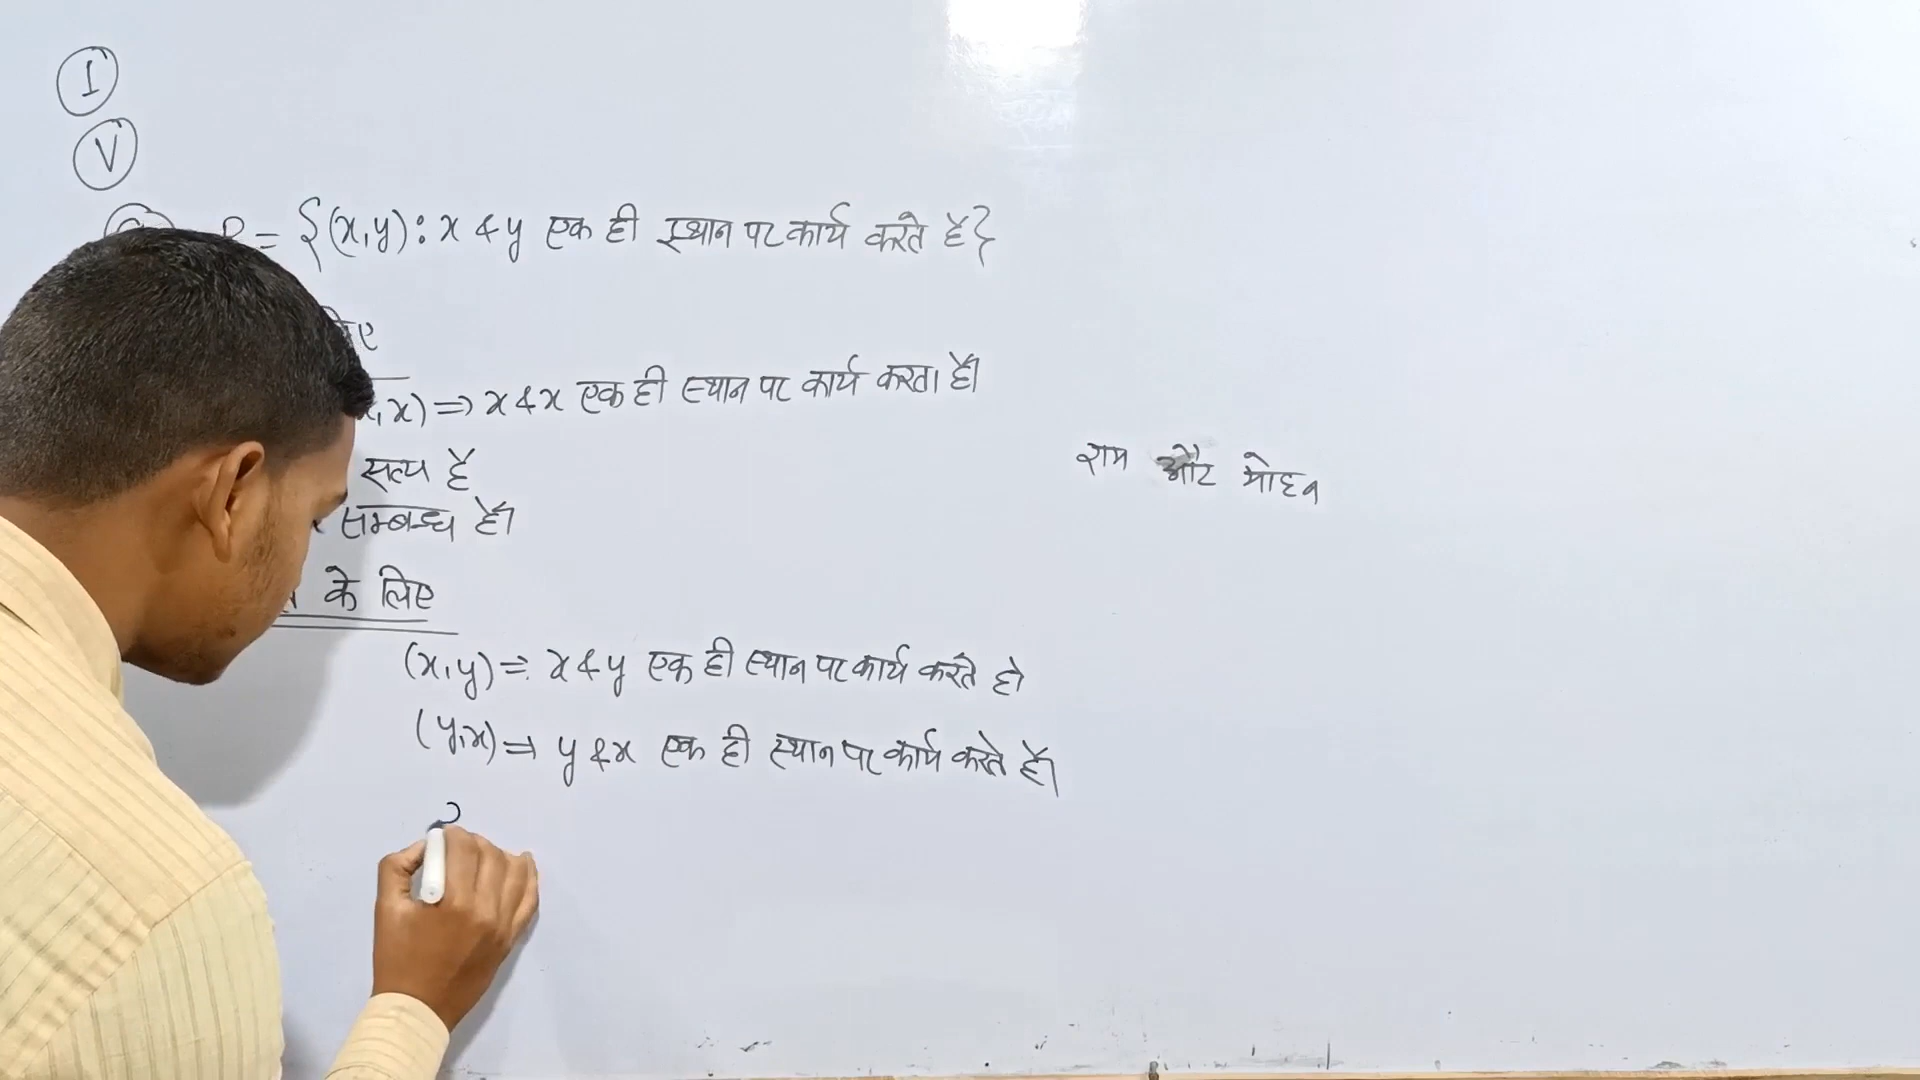 I
V
R = {(x,y) : x & y एक ही स्थान पर कार्य करते हैं}
लिए
x,x) ⇒ x & x एक ही स्थान पर कार्य करता है।
सत्य है
सम्बन्ध है।
के लिए
(x,y) ⇒ x & y एक ही स्थान पर कार्य करते हो
(y,x) ⇒ y & x एक ही स्थान पर कार्य करते हैं।
राम और मोहन